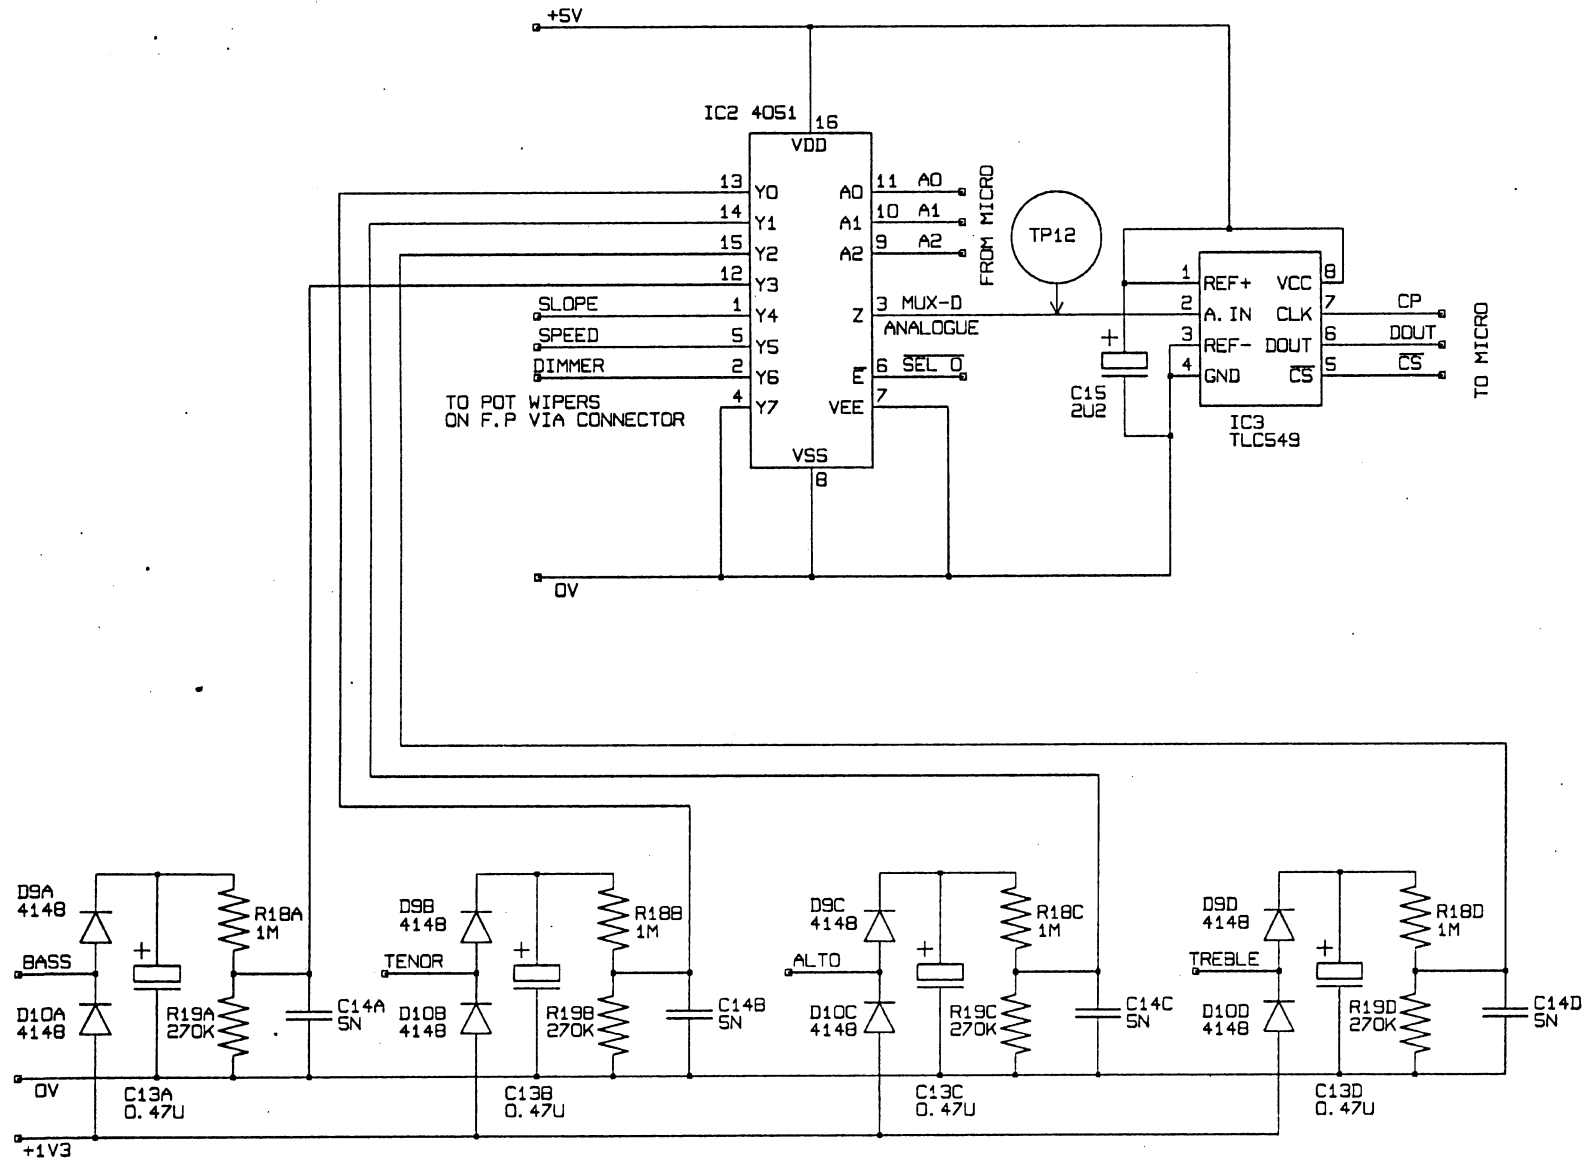 +5V
IC2 4051
16
VDD
13 Y0 A0 11 A0
14 Y1 A1 10 A1
15 Y2 A2 9 A2
12 Y3
FROM MICRO
TP12
SLOPE 1 Y4 Z 3 MUX-D
ANALOGUE
SPEED 5 Y5
DIMMER 2 Y6 E 6 SEL 0
4 Y7 VEE 7
TO POT WIPERS
ON F.P VIA CONNECTOR
VSS
8
1 REF+ VCC 8
2 A.IN CLK 7 CP
3 REF- DOUT 6 DOUT
4 GND CS 5 CS
TO MICRO
+
C15
2U2
IC3
TLC549
0V
D9A
4148
R18A
1M
+
BASS
D10A
4148
R19A
270K
C14A
5N
C13A
0.47U
D9B
4148
R18B
1M
+
TENOR
D10B
4148
R19B
270K
C14B
5N
C13B
0.47U
D9C
4148
R18C
1M
+
ALTO
D10C
4148
R19C
270K
C14C
5N
C13C
0.47U
D9D
4148
R18D
1M
+
TREBLE
D10D
4148
R19D
270K
C14D
5N
C13D
0.47U
0V
+1V3